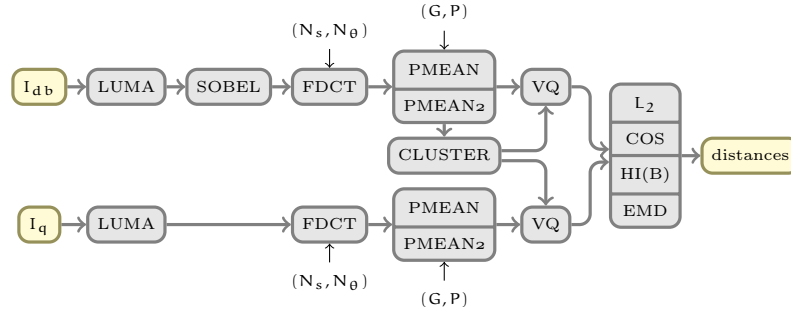 (G,P)
(Nₛ,N_θ)
I_db
LUMA
SOBEL
FDCT
PMEAN
PMEAN2
VQ
CLUSTER
L₂
COS
HI(B)
EMD
distances
I_q
LUMA
FDCT
PMEAN
PMEAN2
VQ
(Nₛ,N_θ)
(G,P)